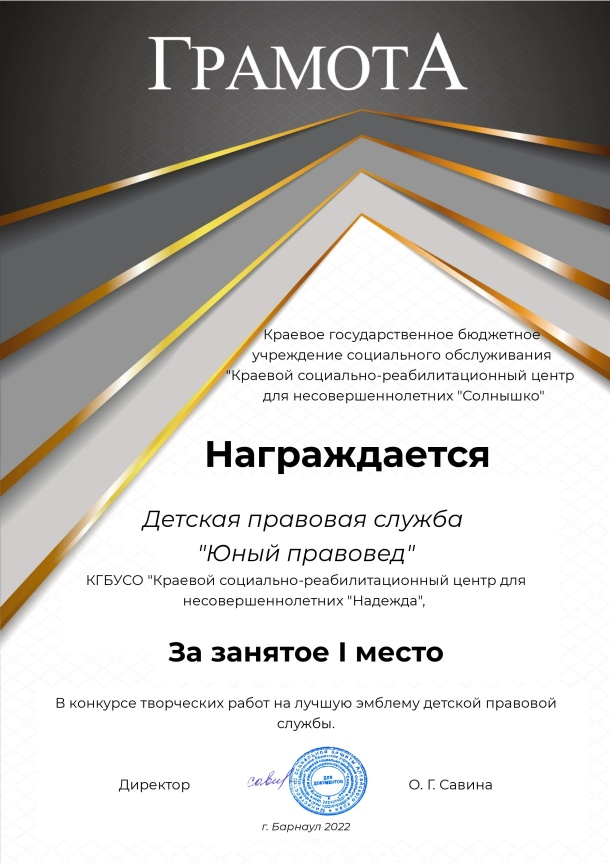 ГРАМОТА
Краевое государственное бюджетное
учреждение социального обслуживания
"Краевой социально-реабилитационный центр
для несовершеннолетних "Солнышко"
Награждается
Детская правовая служба
"Юный правовед"
КГБУСО "Краевой социально-реабилитационный центр для
несовершеннолетних "Надежда",
За занятое I место
В конкурсе творческих работ на лучшую эмблему детской правовой
службы.
Директор
ДЛЯ
ДОКУМЕНТОВ
О. Г. Савина
г. Барнаул 2022